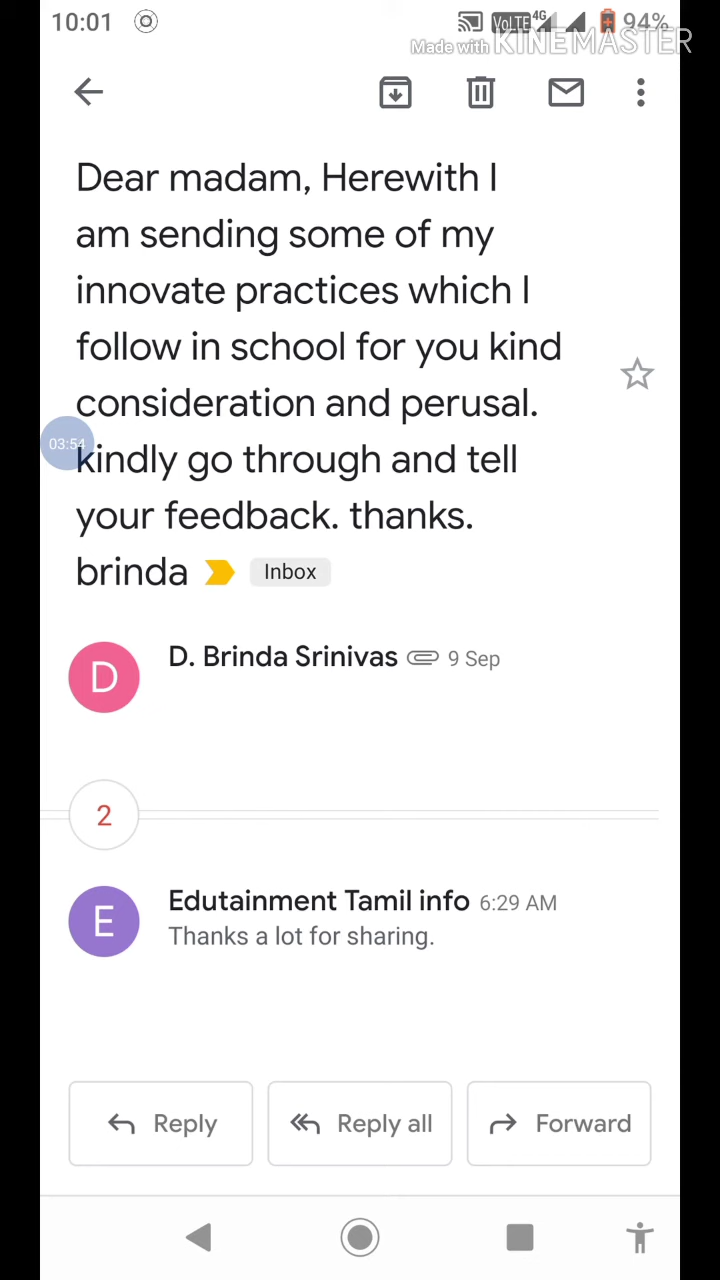 10:01 VoLTE 4G 94%
Made with KINEMASTER
Dear madam, Herewith I
am sending some of my
innovate practices which I
follow in school for you kind
consideration and perusal.
03:54
kindly go through and tell
your feedback. thanks.
brinda Inbox
D D. Brinda Srinivas 9 Sep
2
E Edutainment Tamil info 6:29 AM
Thanks a lot for sharing.
Reply Reply all Forward